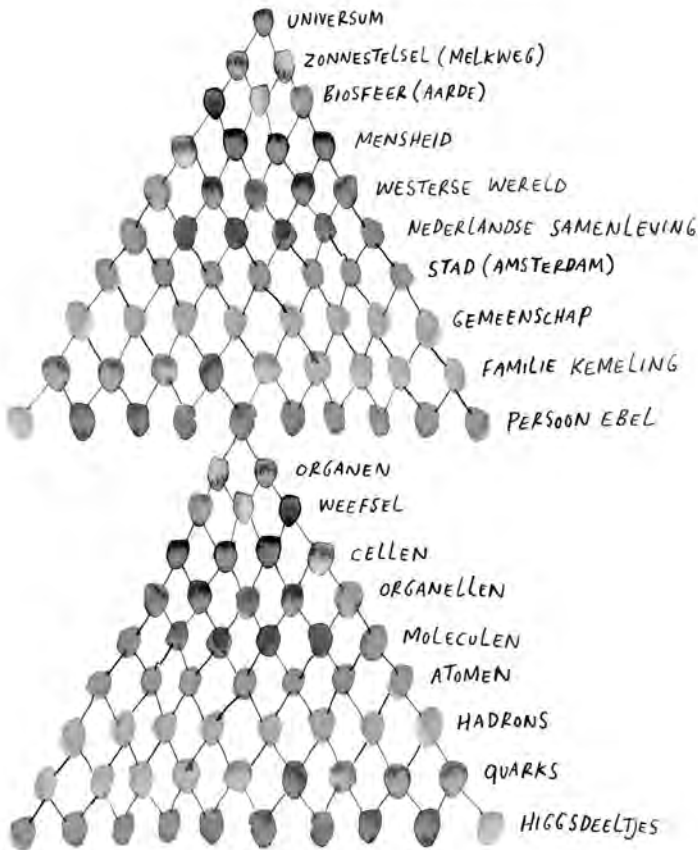 UNIVERSUM
ZONNESTELSEL (MELKWEG)
BIOSFEER (AARDE)
MENSHEID
WESTERSE WERELD
NEDERLANDSE SAMENLEVING
STAD (AMSTERDAM)
GEMEENSCHAP
FAMILIE KEMELING
PERSOON EBEL
ORGANEN
WEEFSEL
CELLEN
ORGANELLEN
MOLECULEN
ATOMEN
HADRONS
QUARKS
HIGGSDEELTJES